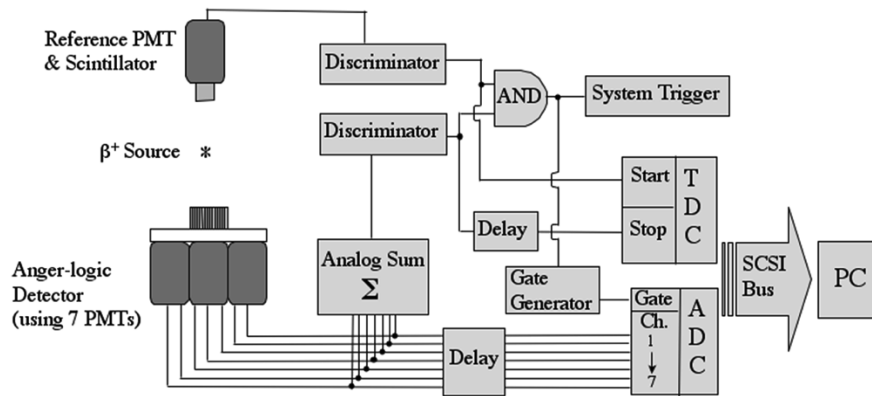 Reference PMT
& Scintillator
Discriminator
AND
System Trigger
Discriminator
β⁺ Source *
Start
Stop
T
D
C
Delay
Anger-logic
Detector
(using 7 PMTs)
Analog Sum
Σ
Gate
Generator
Gate
Ch.
1
7
A
D
C
Delay
SCSI
Bus
PC